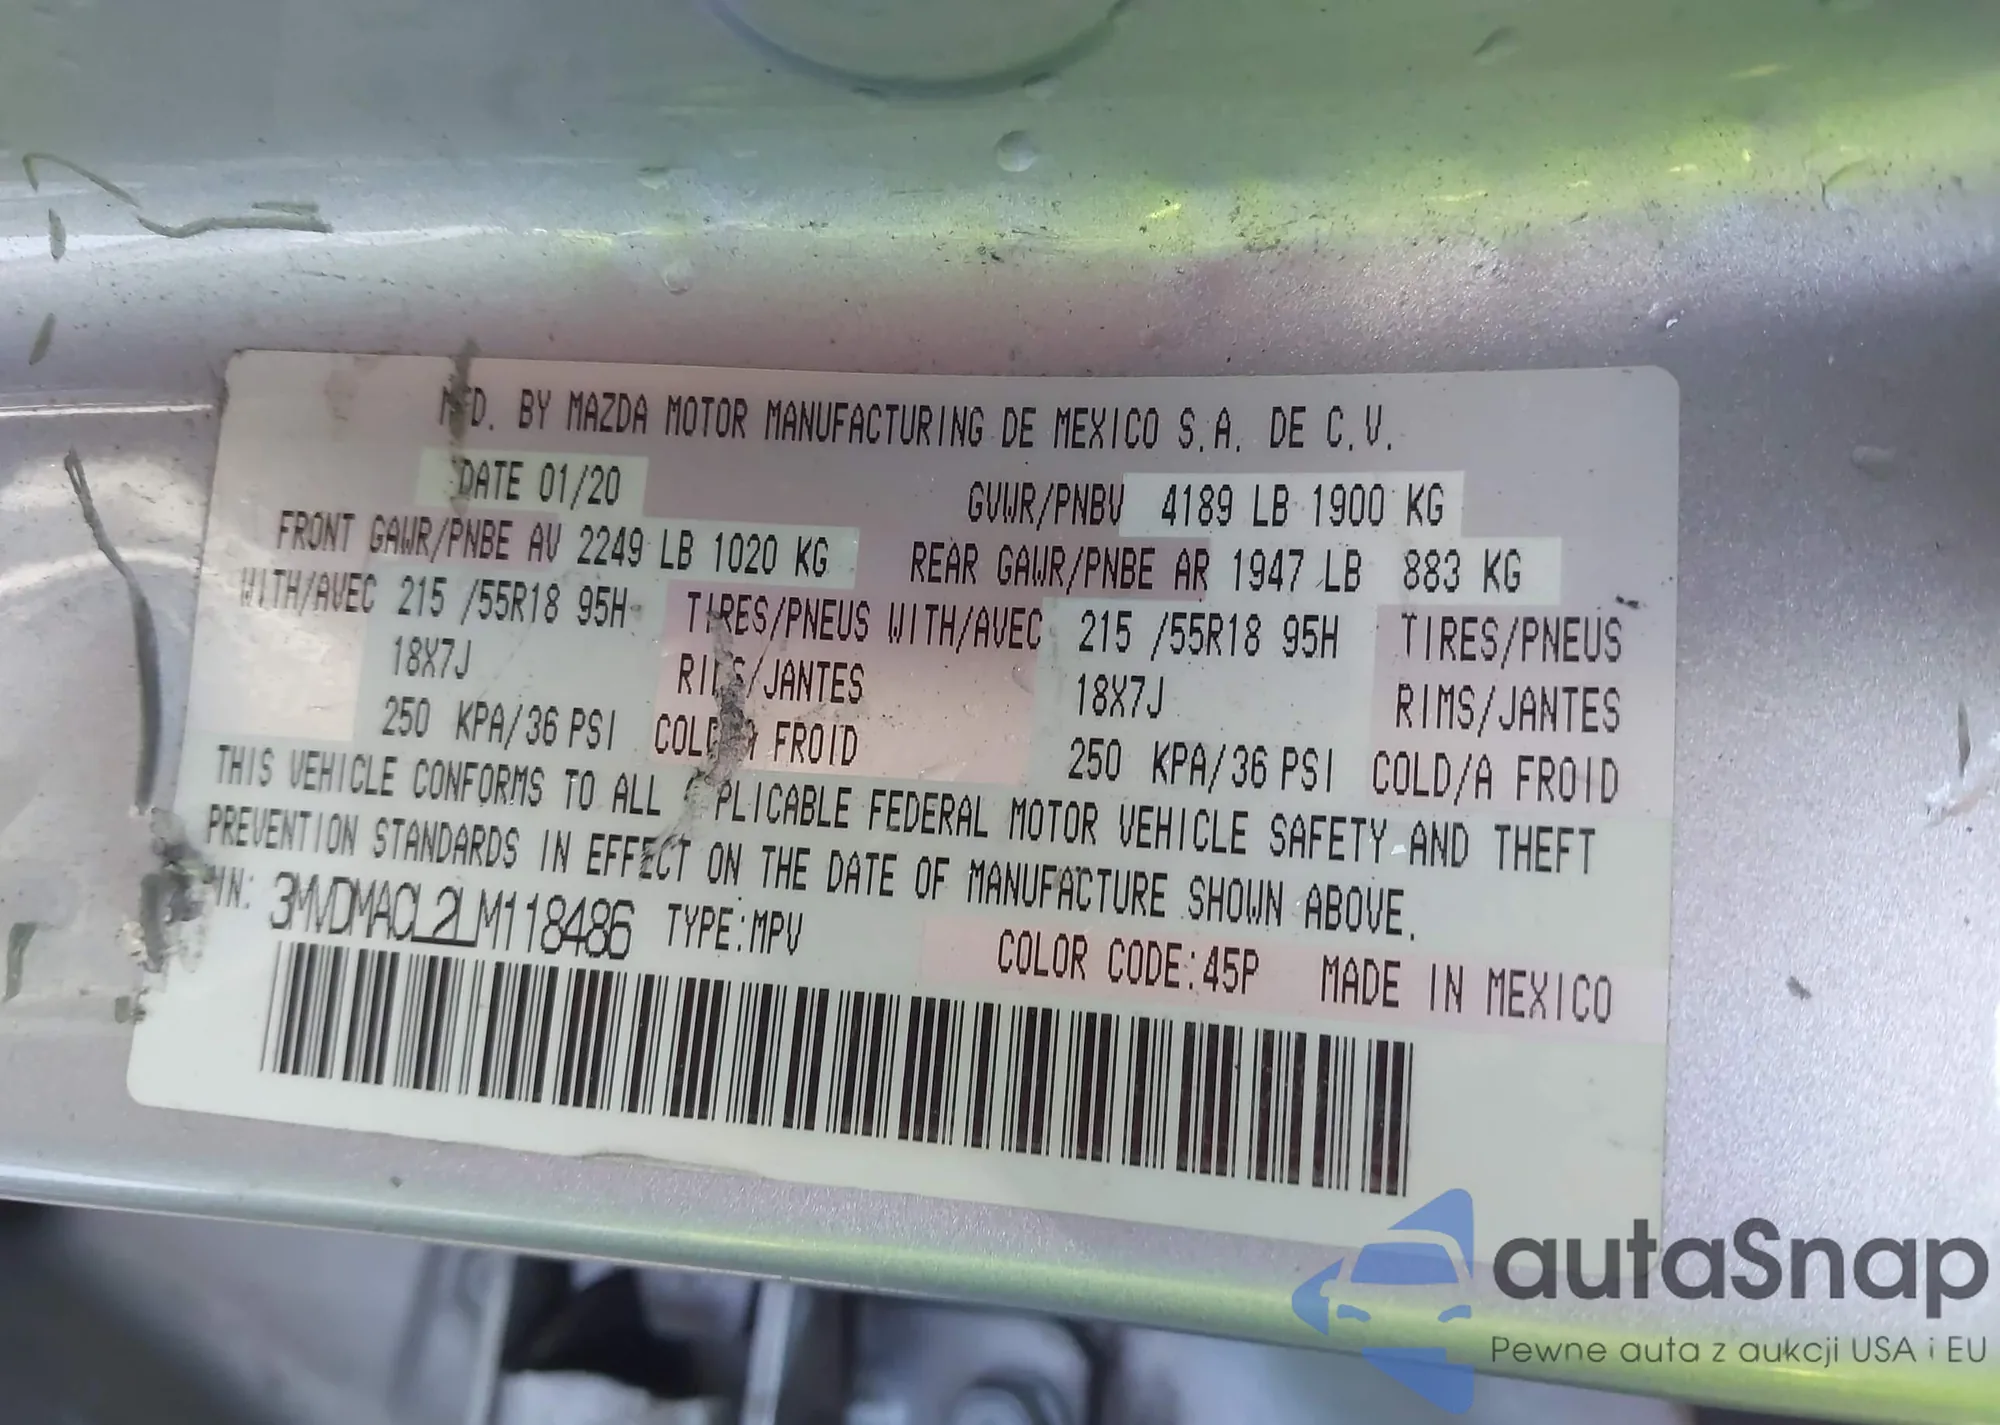 MFD. BY MAZDA MOTOR MANUFACTURING DE MEXICO S.A. DE C.V.
DATE 01/20 GVWR/PNBV 4189 LB 1900 KG
FRONT GAWR/PNBE AV 2249 LB 1020 KG REAR GAWR/PNBE AR 1947 LB 883 KG
WITH/AVEC 215 /55R18 95H TIRES/PNEUS WITH/AVEC 215 /55R18 95H TIRES/PNEUS
18X7J RIMS/JANTES 18X7J RIMS/JANTES
250 KPA/36 PSI COLD/A FROID 250 KPA/36 PSI COLD/A FROID
THIS VEHICLE CONFORMS TO ALL APPLICABLE FEDERAL MOTOR VEHICLE SAFETY AND THEFT
PREVENTION STANDARDS IN EFFECT ON THE DATE OF MANUFACTURE SHOWN ABOVE.
VIN: 3MVDMACL2LM118486 TYPE:MPV COLOR CODE:45P MADE IN MEXICO
autaSnap
Pewne auta z aukcji USA i EU